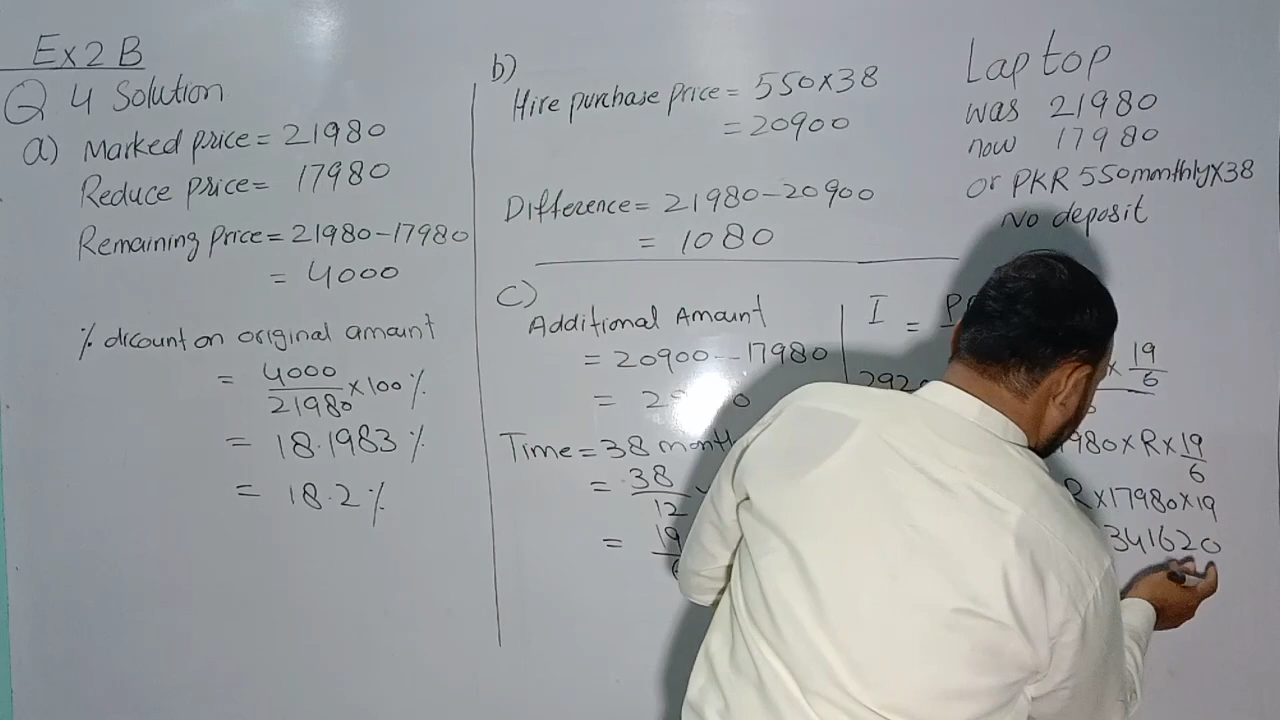 Ex2 B
Q 4 Solution
a) Marked price = 21980
Reduce price = 17980
Remaining price = 21980-17980
= 4000
% dicount on original amount
= 4000/21980 ×100 %
= 18.1983 %
= 18.2 %
b)
Hire purchase price = 550×38
= 20900
Difference = 21980-20900
= 1080
c)
Additional Amount
= 20900-17980
Time = 38
= 38/12
= 19
I =
× 19/6
×R× 19/6
R×17980×19
341620
Laptop
was 21980
now 17980
or PKR 550 monthly×38
No deposit